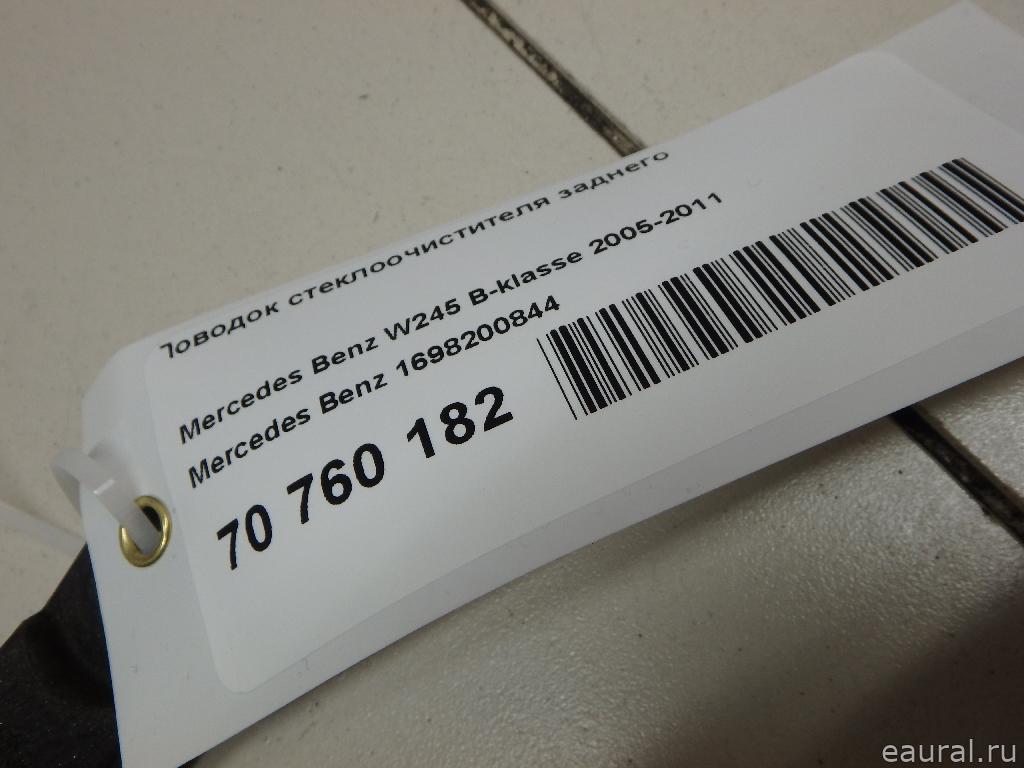 Поводок стеклоочистителя заднего
Mercedes Benz W245 B-klasse 2005-2011
Mercedes Benz 1698200844
70 760 182
eaural.ru